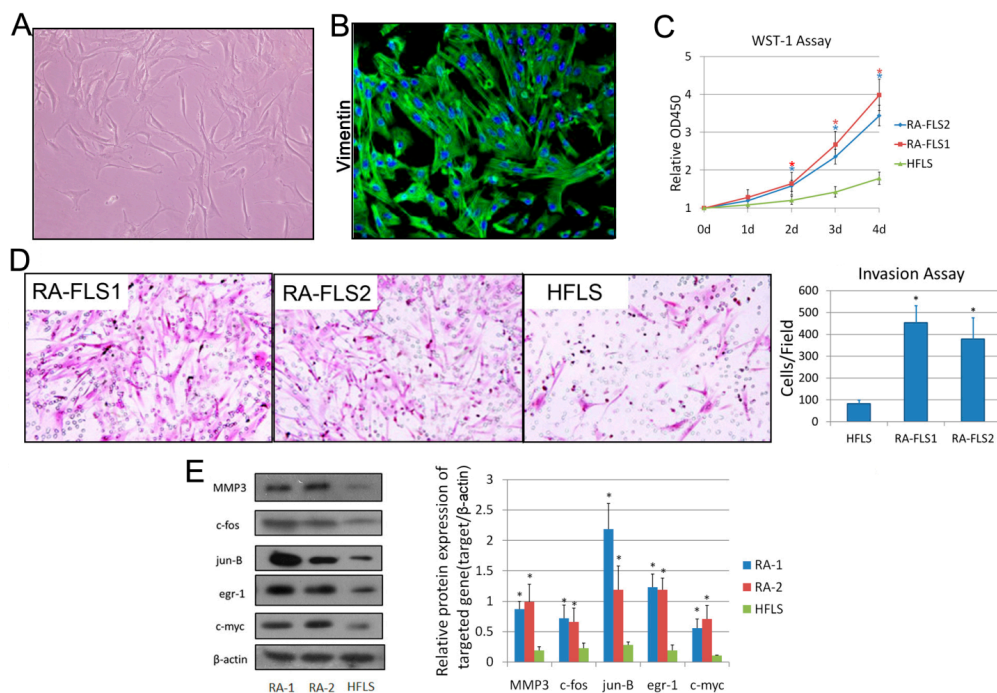 A
B
Vimentin
C
WST-1 Assay
Relative OD450
5
4
3
2
1
0d 1d 2d 3d 4d
* * *
* * *
RA-FLS2
RA-FLS1
HFLS
D
RA-FLS1
RA-FLS2
HFLS
Invasion Assay
Cells/Field
600
500
400
300
200
100
0
* *
HFLS RA-FLS1 RA-FLS2
E
MMP3
c-fos
jun-B
egr-1
c-myc
β-actin
RA-1 RA-2 HFLS
Relative protein expression of
targeted gene(target/β-actin)
3
2.5
2
1.5
1
0.5
0
* * * * * * * * * *
MMP3 c-fos jun-B egr-1 c-myc
RA-1
RA-2
HFLS